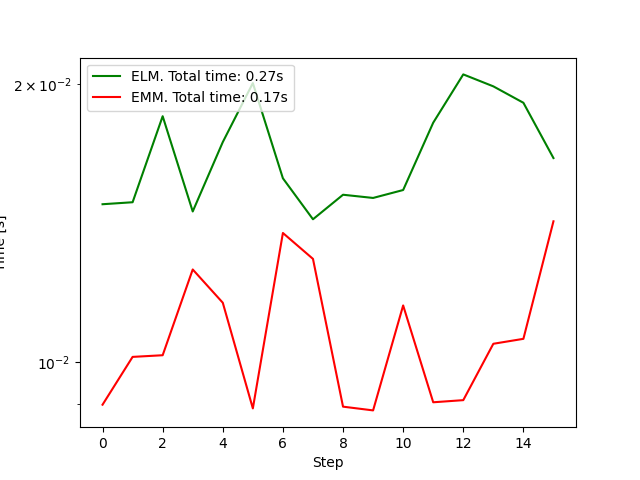 ELM. Total time: 0.27s
EMM. Total time: 0.17s
2 × 10⁻²
10⁻²
0 2 4 6 8 10 12 14
Step